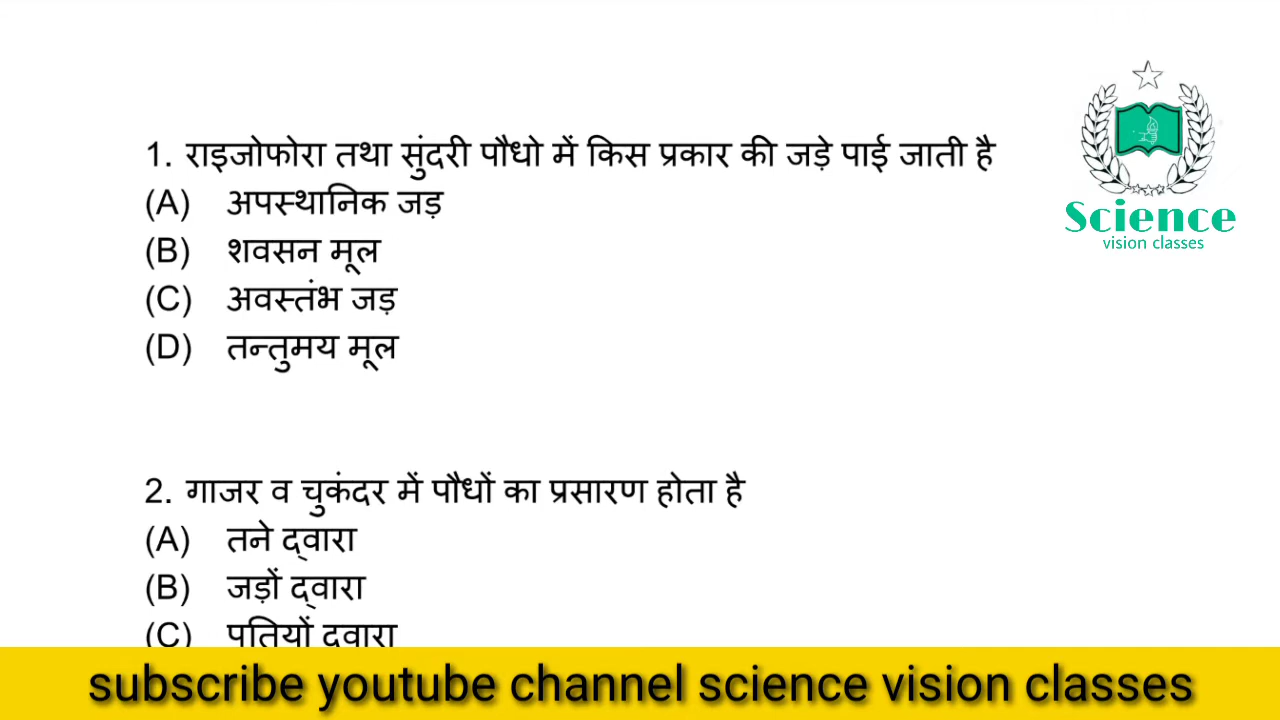 1. राइजोफोरा तथा सुंदरी पौधो में किस प्रकार की जड़े पाई जाती है
(A) अपस्थानिक जड़
(B) शवसन मूल
(C) अवस्तंभ जड़
(D) तन्तुमय मूल
Science
vision classes
2. गाजर व चुकंदर में पौधों का प्रसारण होता है
(A) तने द्वारा
(B) जड़ों द्वारा
(C) पतियों द्वारा
subscribe youtube channel science vision classes